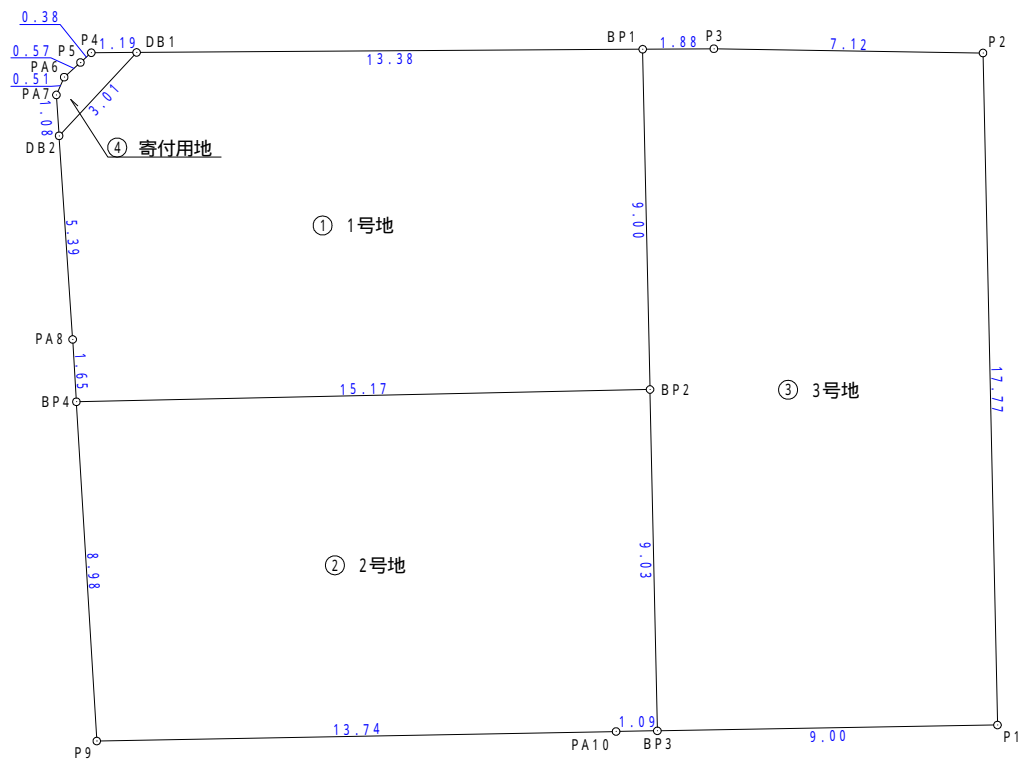 0.38
P4 1.19 DB1
BP1 1.88 P3
7.12 P2
13.38
0.57 P5
PA6
0.51
PA7
1.08
3.01
DB2
④ 寄付用地
① 1号地
9.00
5.39
PA8
1.65
BP4
15.17
BP2
③ 3号地
17.77
② 2号地
8.98
9.03
P9
13.74
PA10
1.09
BP3
9.00
P1